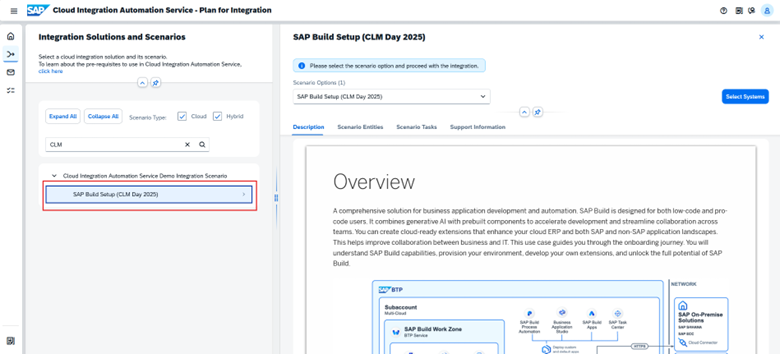 SAP Cloud Integration Automation Service - Plan for Integration
Integration Solutions and Scenarios
Select a cloud integration solution and its scenario.
To learn about the pre-requisites to use in Cloud Integration Automation Service,
click here
Expand All
Collapse All
Scenario Type:
Cloud
Hybrid
CLM
Cloud Integration Automation Service Demo Integration Scenario
SAP Build Setup (CLM Day 2025)
SAP Build Setup (CLM Day 2025)
Please select the scenario option and proceed with the integration.
Scenario Options (1)
SAP Build Setup (CLM Day 2025)
Select Systems
Description
Scenario Entities
Scenario Tasks
Support Information
Overview
A comprehensive solution for business application development and automation. SAP Build is designed for both low-code and pro-
code users. It combines generative AI with prebuilt components to accelerate development and streamline collaboration across
teams. You can create cloud-ready extensions that enhance your cloud ERP and both SAP and non-SAP application landscapes.
This helps improve collaboration between business and IT. This use case guides you through the onboarding journey. You will
understand SAP Build capabilities, provision your environment, develop your own extensions, and unlock the full potential of SAP
Build.
SAP BTP
Subaccount
Multi-Cloud
SAP Build Work Zone
BTP Service
SAP Build
Process
Automation
Business
Application
Studio
SAP Build
Apps
SAP Task
Center
HTTPS
NETWORK
SAP On-Premise
Solutions
SAP S/4HANA
SAP ECC
Cloud Connector